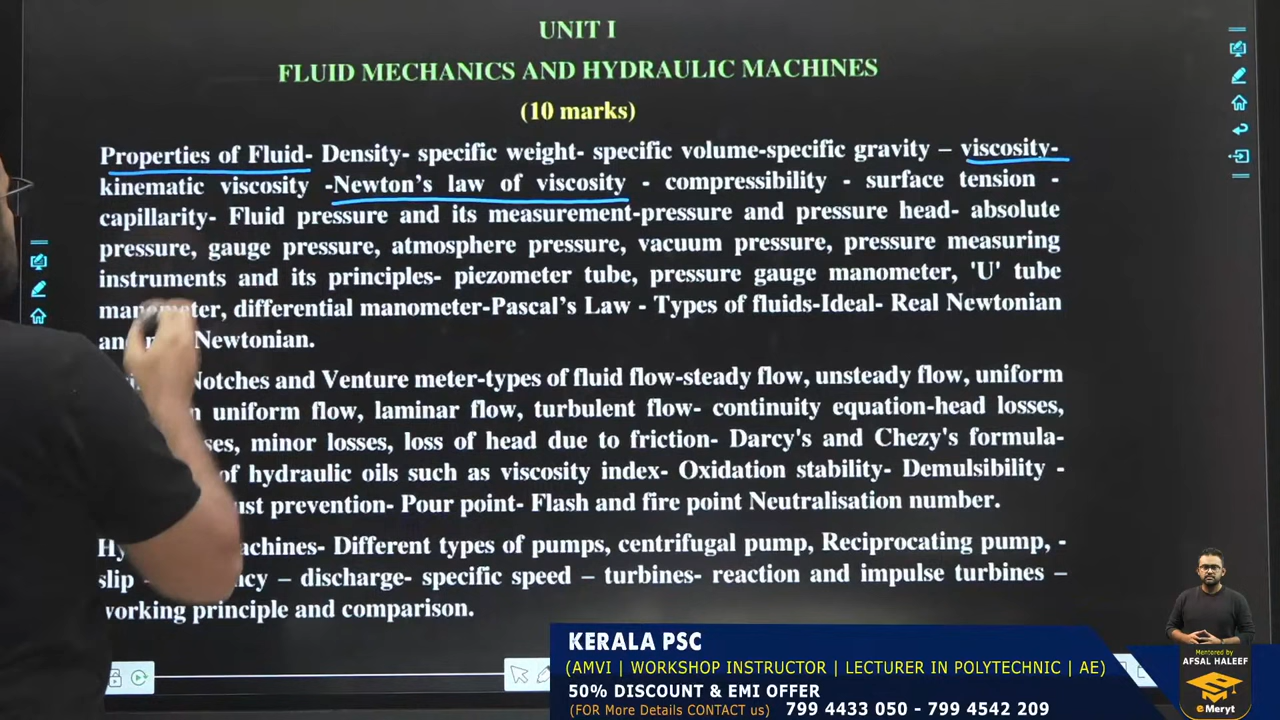 UNIT I
FLUID MECHANICS AND HYDRAULIC MACHINES
(10 marks)
Properties of Fluid- Density- specific weight- specific volume-specific gravity – viscosity-
kinematic viscosity -Newton's law of viscosity - compressibility - surface tension -
capillarity- Fluid pressure and its measurement-pressure and pressure head- absolute
pressure, gauge pressure, atmosphere pressure, vacuum pressure, pressure measuring
instruments and its principles- piezometer tube, pressure gauge manometer, 'U' tube
manometer, differential manometer-Pascal's Law - Types of fluids-Ideal- Real Newtonian
Newtonian.
Notches and Venture meter-types of fluid flow-steady flow, unsteady flow, uniform
uniform flow, laminar flow, turbulent flow- continuity equation-head losses,
minor losses, loss of head due to friction- Darcy's and Chezy's formula-
of hydraulic oils such as viscosity index- Oxidation stability- Demulsibility -
prevention- Pour point- Flash and fire point Neutralisation number.
Different types of pumps, centrifugal pump, Reciprocating pump, -
slip – discharge- specific speed – turbines- reaction and impulse turbines –
working principle and comparison.
KERALA PSC
(AMVI | WORKSHOP INSTRUCTOR | LECTURER IN POLYTECHNIC | AE)
50% DISCOUNT & EMI OFFER
(FOR More Details CONTACT us) 799 4433 050 - 799 4542 209
Mentored by
AFSAL HALEEF
e Meryt